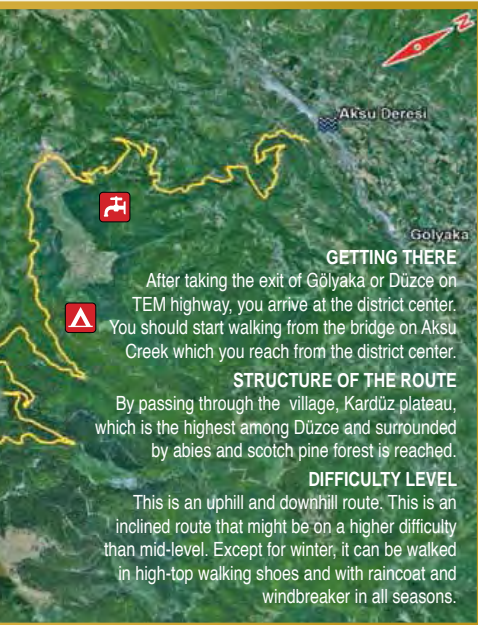 N
Aksu Deresi
Gölyaka
GETTING THERE
After taking the exit of Gölyaka or Düzce on
TEM highway, you arrive at the district center.
You should start walking from the bridge on Aksu
Creek which you reach from the district center.
STRUCTURE OF THE ROUTE
By passing through the village, Kardüz plateau,
which is the highest among Düzce and surrounded
by abies and scotch pine forest is reached.
DIFFICULTY LEVEL
This is an uphill and downhill route. This is an
inclined route that might be on a higher difficulty
than mid-level. Except for winter, it can be walked
in high-top walking shoes and with raincoat and
windbreaker in all seasons.